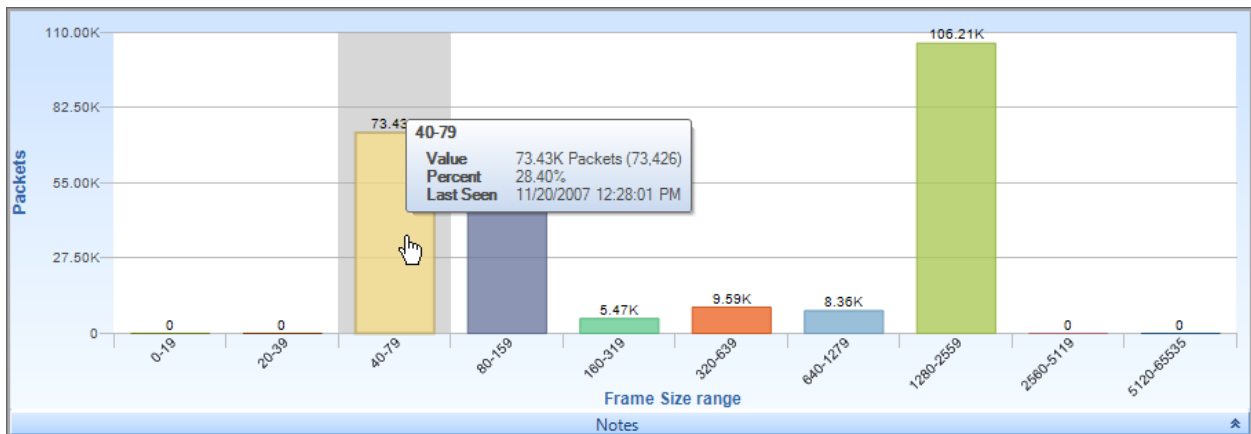 110.00K
106.21K
82.50K
73.43
40-79
Value 73.43K Packets (73,426)
Percent 28.40%
Last Seen 11/20/2007 12:28:01 PM
Packets
55.00K
27.50K
5.47K
9.59K
8.36K
0
0
0
0
0
0-19
20-39
40-79
80-159
160-319
320-639
640-1279
1280-2559
2560-5119
5120-65535
Frame Size range
Notes